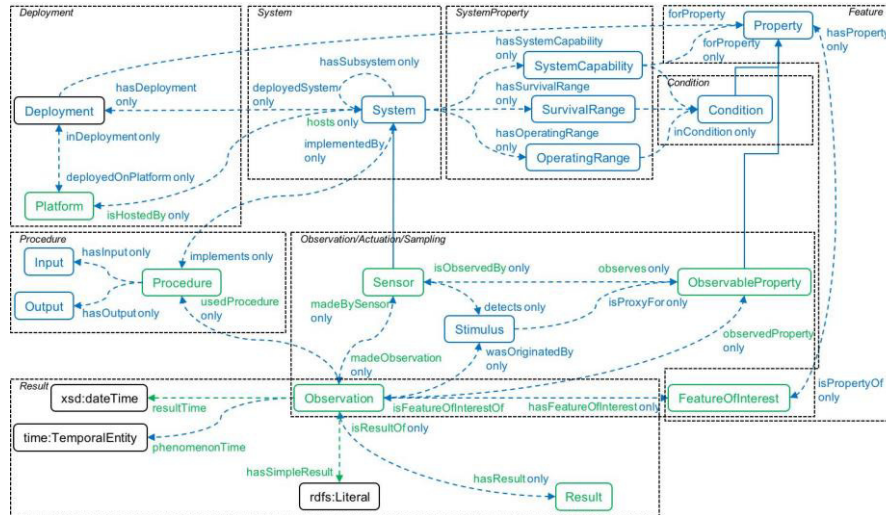 Deployment
System
SystemProperty
Feature
forProperty
Property
hasProperty
only
hasSubsystem only
hasSystemCapability
only
forProperty
only
SystemCapability
hasDeployment
only
deployedSystem
only
Condition
Deployment
System
hasSurvivalRange
only
SurvivalRange
Condition
hosts only
inDeployment only
implementedBy
only
hasOperatingRange
only
inCondition only
OperatingRange
deployedOnPlatform
only
Platform
isHostedBy only
Procedure
Observation/Actuation/Sampling
Input
hasInput only
implements only
isObservedBy only
observes only
Procedure
Sensor
ObservableProperty
Output
hasOutput only
usedProcedure
only
madeBySensor
only
detects only
isProxyFor only
Stimulus
observedProperty
only
madeObservation
only
wasOriginatedBy
only
Result
xsd:dateTime
resultTime
Observation
isFeatureOfInterestOf
hasFeatureOfInterest
only
FeatureOfInterest
isPropertyOf
only
isResultOf only
time:TemporalEntity
phenomenonTime
hasSimpleResult
hasResult only
rdfs:Literal
Result